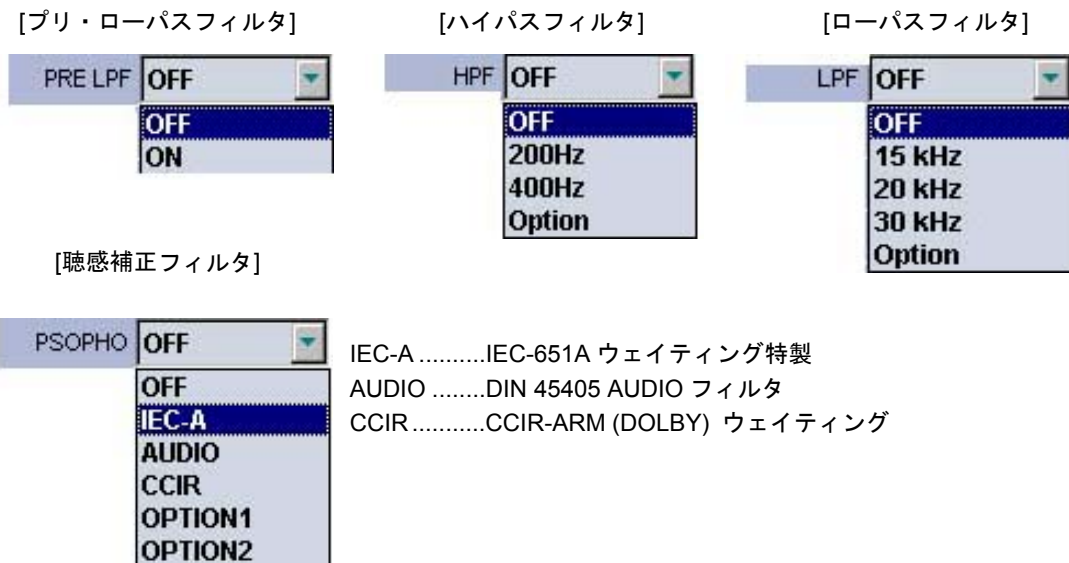 [プリ・ローパスフィルタ]
PRE LPF OFF
OFF
ON
[ハイパスフィルタ]
HPF OFF
OFF
200Hz
400Hz
Option
[ローパスフィルタ]
LPF OFF
OFF
15 kHz
20 kHz
30 kHz
Option
[聴感補正フィルタ]
PSOPHO OFF
OFF
IEC-A
AUDIO
CCIR
OPTION1
OPTION2
IEC-A ..........IEC-651A ウェイティング特製
AUDIO ........DIN 45405 AUDIO フィルタ
CCIR...........CCIR-ARM (DOLBY) ウェイティング